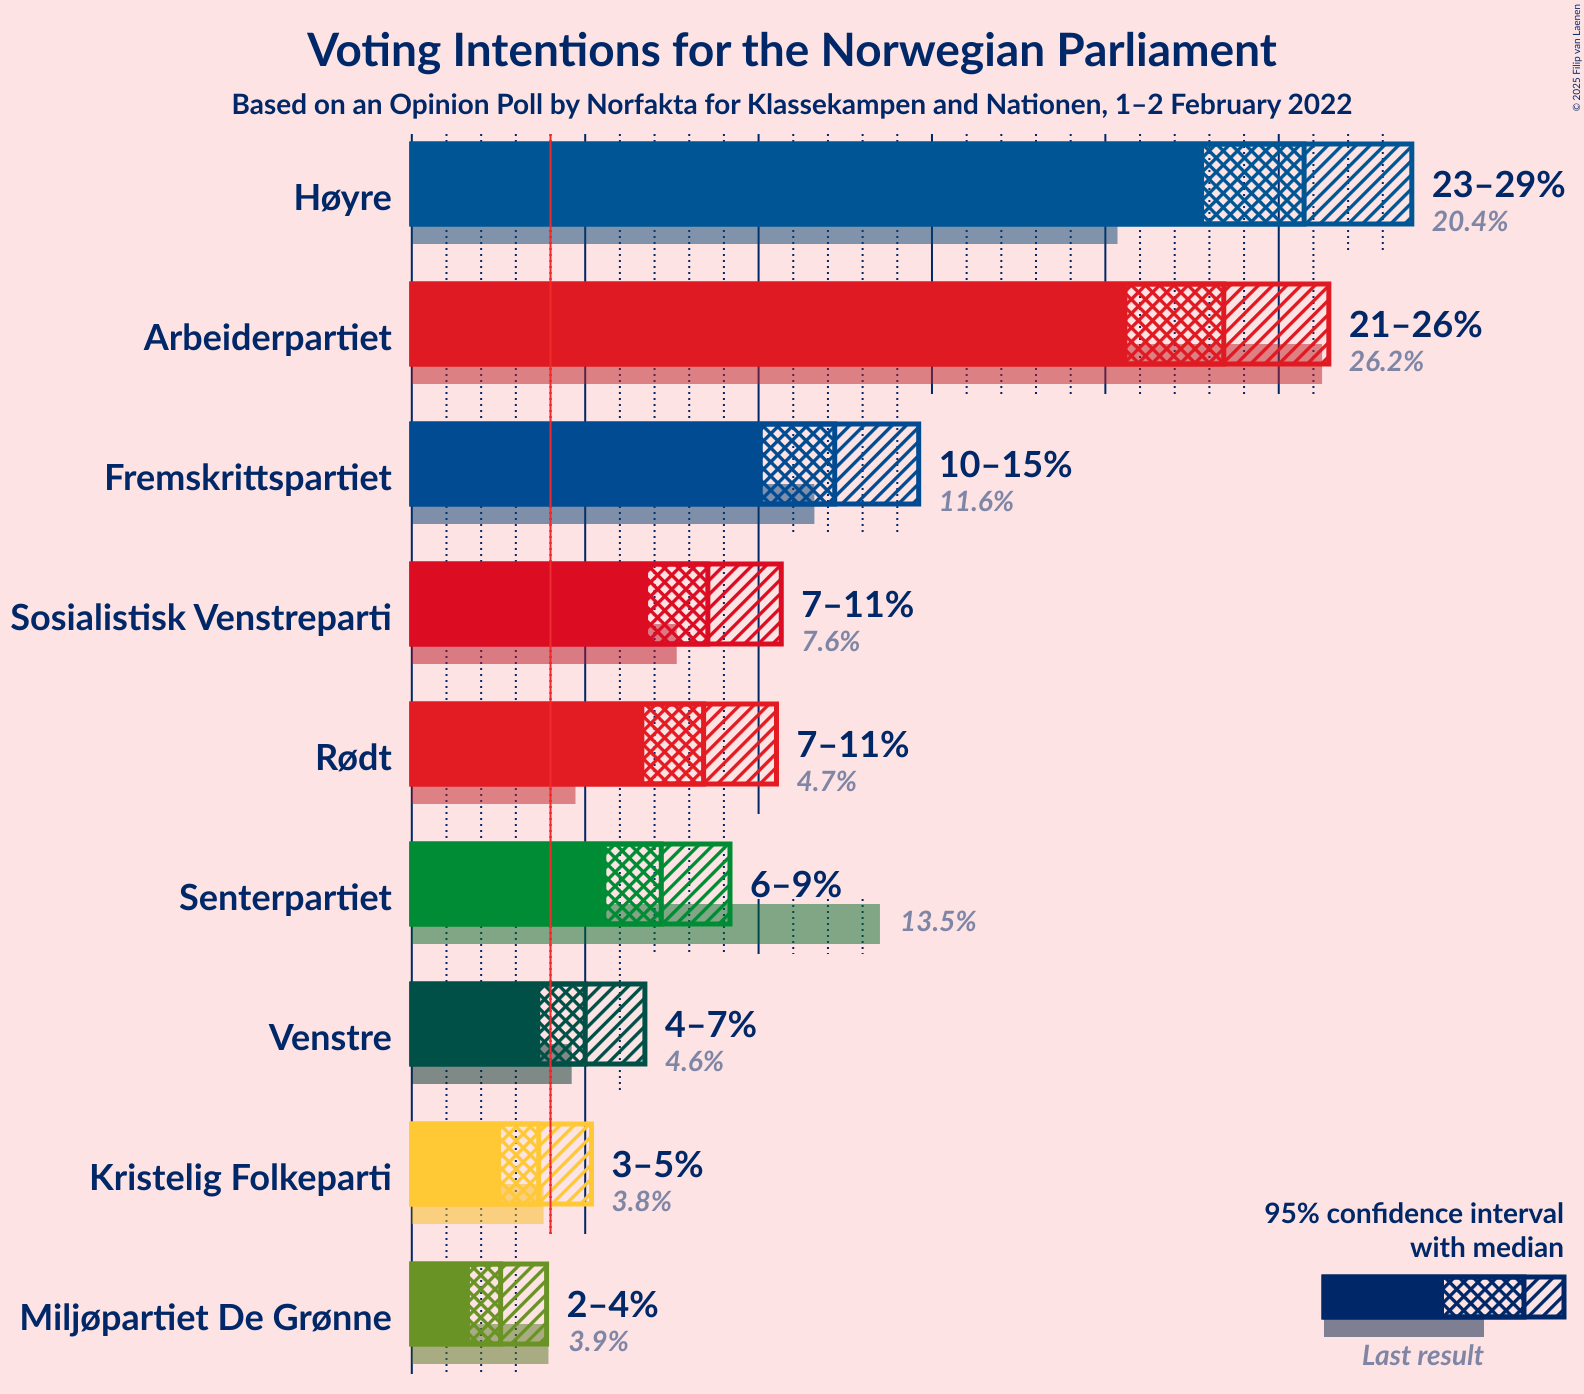 Voting Intentions for the Norwegian Parliament
Based on an Opinion Poll by Norfakta for Klassekampen and Nationen, 1–2 February 2022
© 2025 Filip van Laenen
Høyre
23–29%
20.4%
Arbeiderpartiet
21–26%
26.2%
Fremskrittspartiet
10–15%
11.6%
Sosialistisk Venstreparti
7–11%
7.6%
Rødt
7–11%
4.7%
Senterpartiet
6–9%
13.5%
Venstre
4–7%
4.6%
Kristelig Folkeparti
3–5%
3.8%
Miljøpartiet De Grønne
2–4%
3.9%
95% confidence interval
with median
Last result